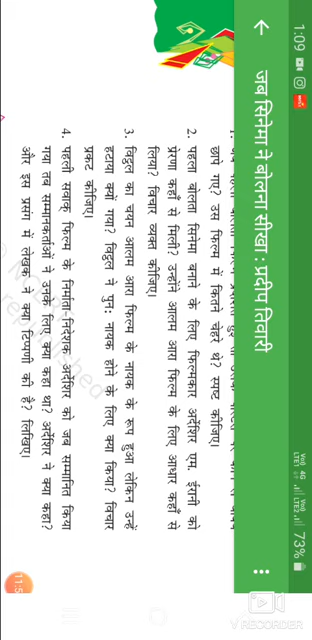 1:09
Vo) 4G
LTE1
Vo)
LTE2
73%
जब सिनेमा ने बोलना सीखा : प्रदीप तिवारी
छापे गए? उस फिल्म में कितने चेहरे थे? स्पष्ट कीजिए।
2. पहला बोलता सिनेमा बनाने के लिए फिल्मकार अर्देशिर एम. ईरानी को
प्रेरणा कहाँ से मिली? उन्होंने आलम आरा फिल्म के लिए आधार कहाँ से
लिया? विचार व्यक्त कीजिए।
3. विट्ठल का चयन आलम आरा फिल्म के नायक के रूप हुआ लेकिन उन्हें
हटाया क्यों गया? विट्ठल ने पुन: नायक होने के लिए क्या किया? विचार
प्रकट कीजिए।
4. पहली सवाक् फिल्म के निर्माता-निदेशक अर्देशिर को जब सम्मानित किया
गया तब सम्मानकर्ताओं ने उनके लिए क्या कहा था? अर्देशिर ने क्या कहा?
और इस प्रसंग में लेखक ने क्या टिप्पणी की है? लिखिए।
republished
V RECORDER